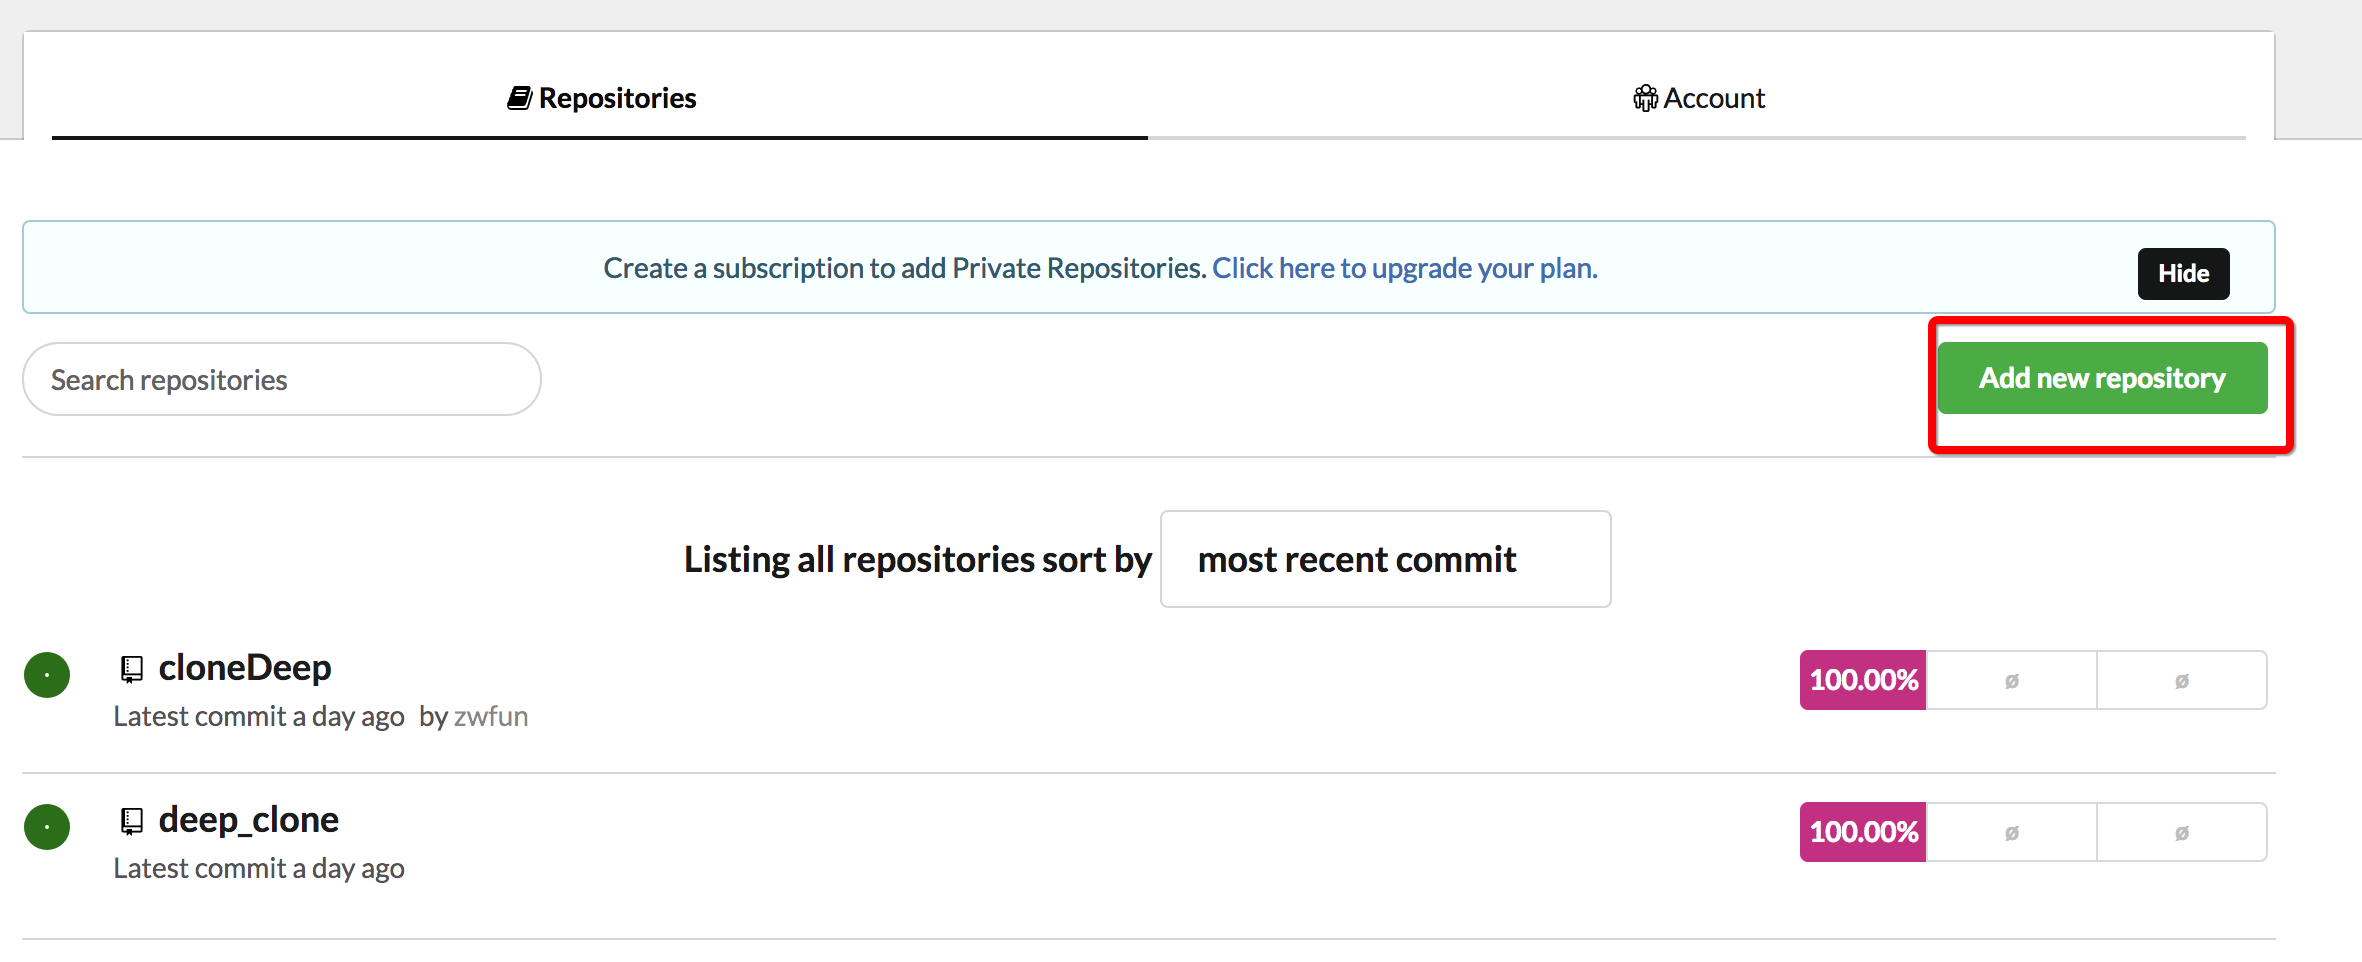 Repositories
Account
Create a subscription to add Private Repositories. Click here to upgrade your plan.
Hide
Search repositories
Add new repository
Listing all repositories sort by most recent commit
cloneDeep
100.00% ø ø
Latest commit a day ago by zwfun
deep_clone
100.00% ø ø
Latest commit a day ago